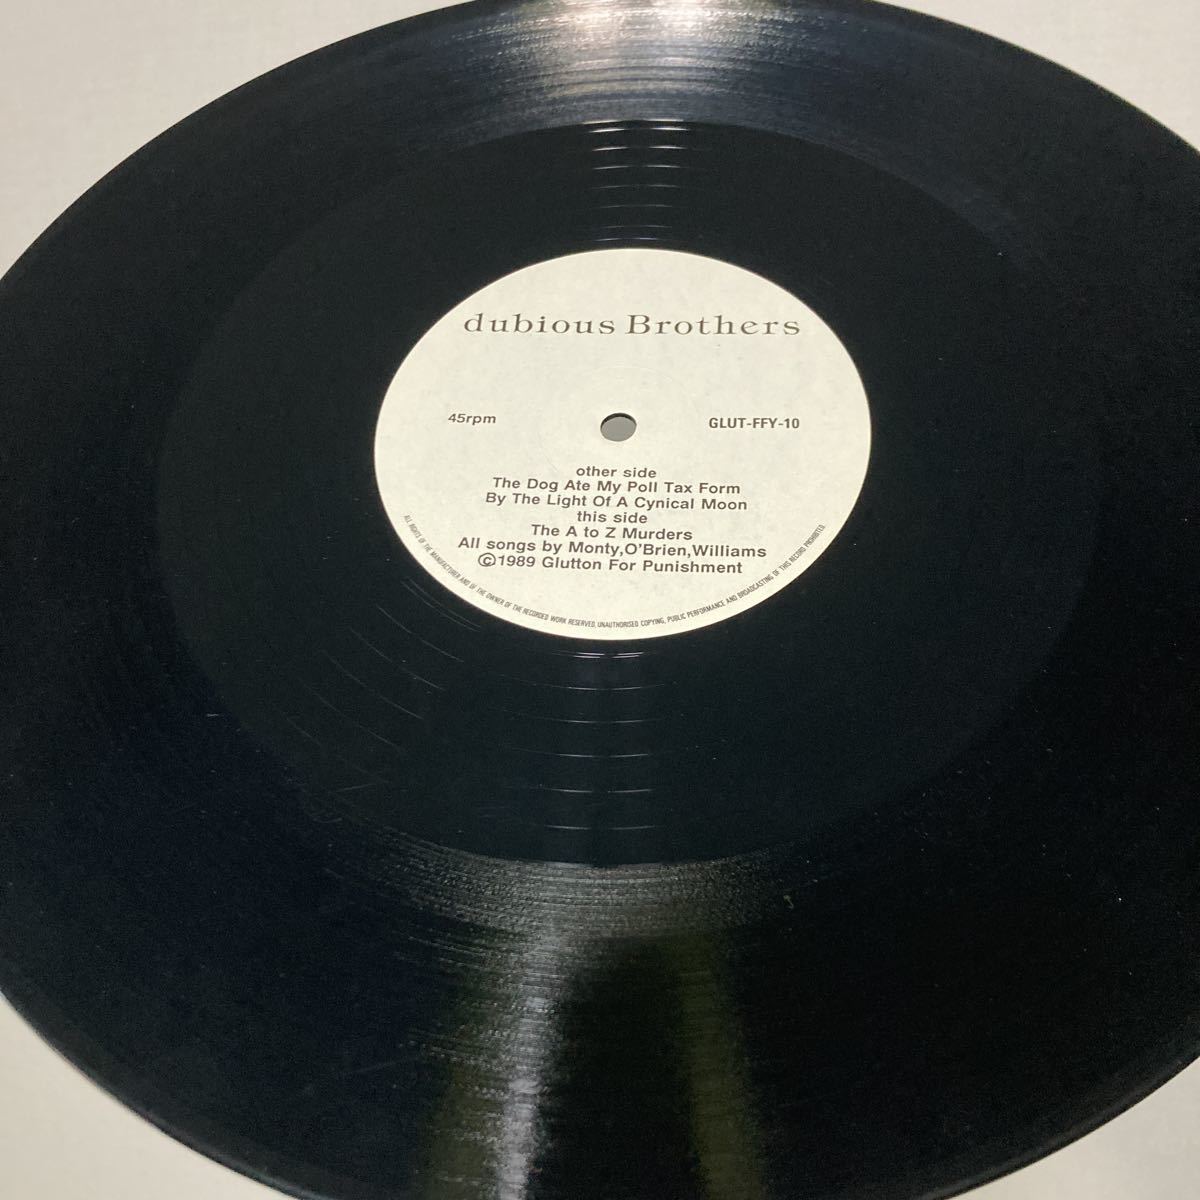 dubious Brothers
45rpm
GLUT-FFY-10
other side
The Dog Ate My Poll Tax Form
By The Light Of A Cynical Moon
this side
The A to Z Murders
All songs by Monty,O'Brien,Williams
©1989 Glutton For Punishment
ALL RIGHTS OF THE MANUFACTURER AND OF THE OWNER OF THE RECORDED WORK RESERVED, UNAUTHORISED COPYING, PUBLIC PERFORMANCE AND BROADCASTING OF THIS RECORD PROHIBITED.